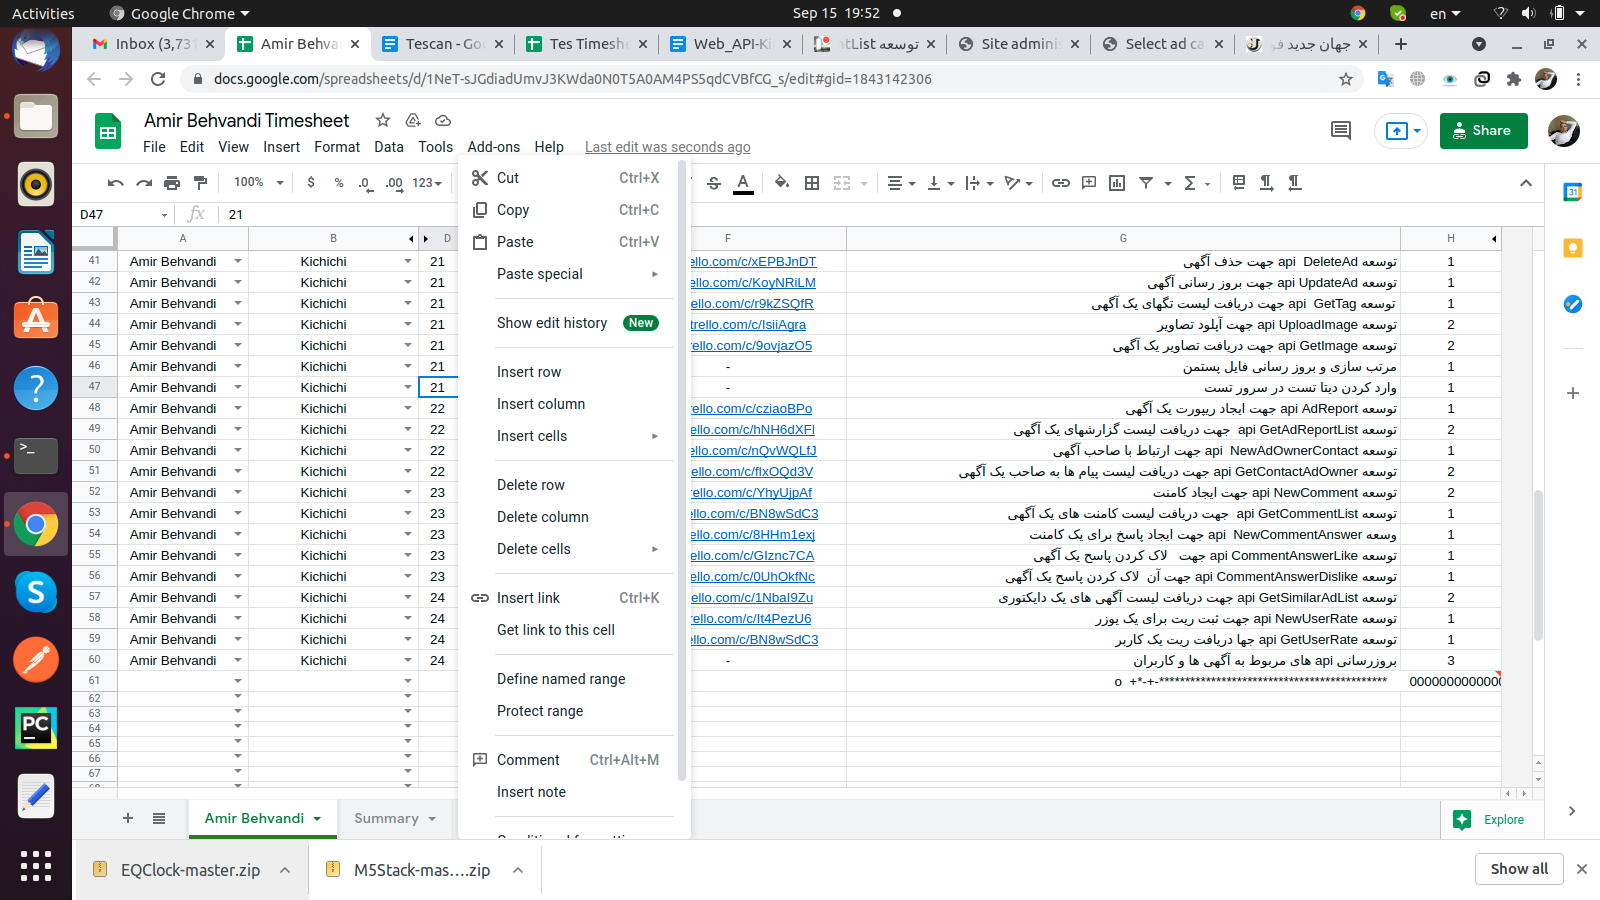 Activities
Google Chrome
Sep 15 19:52
en
Inbox (3,73
Amir Behva
Tescan - Go
Tes Timeshe
Web_API-Ki
توسعه ntList
Site adminis
Select ad ca
جهان جدید فو
docs.google.com/spreadsheets/d/1NeT-sJGdiadUmvJ3KWda0N0T5A0AM4PS5qdCVBfCG_s/edit#gid=1843142306
Amir Behvandi Timesheet
File Edit View Insert Format Data Tools Add-ons Help Last edit was seconds ago
Share
100% $ % .0 .00 123
D47 fx 21
A B D F G H
41 Amir Behvandi Kichichi 21 ello.com/c/xEPBJnDT توسعه api DeleteAd جهت حذف آگهی 1
42 Amir Behvandi Kichichi 21 ello.com/c/KoyNRiLM توسعه api UpdateAd جهت بروز رسانی آگهی 1
43 Amir Behvandi Kichichi 21 ello.com/c/r9kZSQfR توسعه api GetTag جهت دریافت لیست تگهای یک آگهی 1
44 Amir Behvandi Kichichi 21 trello.com/c/IsiiAgra توسعه api UploadImage جهت آپلود تصاویر 2
45 Amir Behvandi Kichichi 21 rello.com/c/9ovjazO5 توسعه api GetImage جهت دریافت تصاویر یک آگهی 2
46 Amir Behvandi Kichichi 21 - مرتب سازی و بروز رسانی فایل پستمن 1
47 Amir Behvandi Kichichi 21 - وارد کردن دیتا تست در سرور تست 1
48 Amir Behvandi Kichichi 22 rello.com/c/cziaoBPo توسعه api AdReport جهت ایجاد ریپورت یک آگهی 1
49 Amir Behvandi Kichichi 22 ello.com/c/hNH6dXFl توسعه api GetAdReportList جهت دریافت لیست گزارشهای یک آگهی 2
50 Amir Behvandi Kichichi 22 ello.com/c/nQvWQLfJ توسعه api NewAdOwnerContact جهت ارتباط با صاحب آگهی 1
51 Amir Behvandi Kichichi 22 ello.com/c/fIxOQd3V توسعه api GetContactAdOwner جهت دریافت لیست پیام ها به صاحب یک آگهی 2
52 Amir Behvandi Kichichi 23 rello.com/c/YhyUjpAf توسعه api NewComment جهت ایجاد کامنت 2
53 Amir Behvandi Kichichi 23 ello.com/c/BN8wSdC3 توسعه api GetCommentList جهت دریافت لیست کامنت های یک آگهی 1
54 Amir Behvandi Kichichi 23 ello.com/c/8HHm1exj وسعه api NewCommentAnswer جهت ایجاد پاسخ برای یک کامنت 1
55 Amir Behvandi Kichichi 23 ello.com/c/GIznc7CA توسعه api CommentAnswerLike جهت لاک کردن پاسخ یک آگهی 1
56 Amir Behvandi Kichichi 23 ello.com/c/0UhOkfNc توسعه api CommentAnswerDislike جهت آن لاک کردن پاسخ یک آگهی 1
57 Amir Behvandi Kichichi 24 ello.com/c/1NbaI9Zu توسعه api GetSimilarAdList جهت دریافت لیست آگهی های یک دایکتوری 2
58 Amir Behvandi Kichichi 24 rello.com/c/It4PezU6 توسعه api NewUserRate جهت ثبت ریت برای یک یوزر 1
59 Amir Behvandi Kichichi 24 ello.com/c/BN8wSdC3 توسعه api GetUserRate جها دریافت ریت یک کاربر 1
60 Amir Behvandi Kichichi 24 - بروزرسانی api های مربوط به آگهی ها و کاربران 3
61
62
63
64
65
66
67
68
Cut Ctrl+X
Copy Ctrl+C
Paste Ctrl+V
Paste special
Show edit history New
Insert row
Insert column
Insert cells
Delete row
Delete column
Delete cells
Insert link Ctrl+K
Get link to this cell
Define named range
Protect range
Comment Ctrl+Alt+M
Insert note
Amir Behvandi
Summary
Explore
EQClock-master.zip
M5Stack-mas....zip
Show all